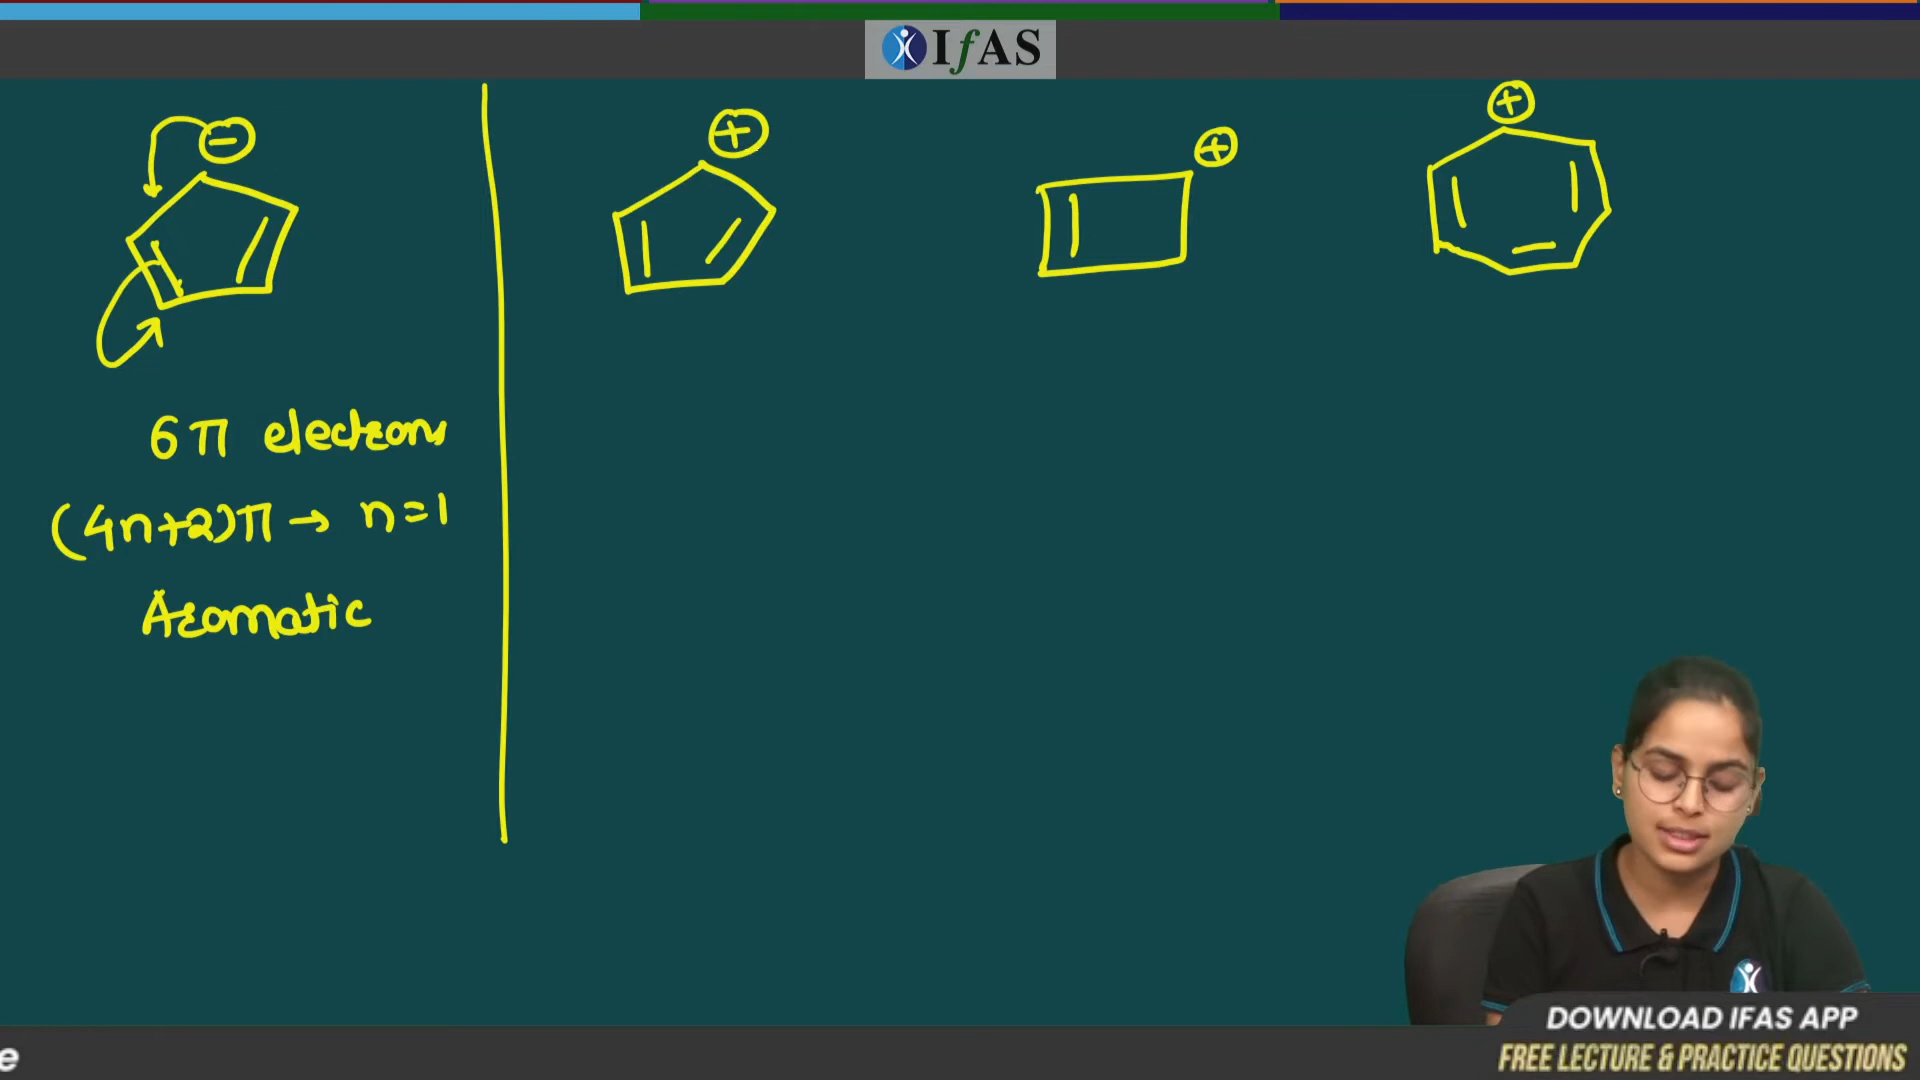 IfAS
⊖
⊕
⊕
⊕
6π electrons
(4n+2)π → n=1
Aromatic
DOWNLOAD IFAS APP
FREE LECTURE & PRACTICE QUESTIONS
e